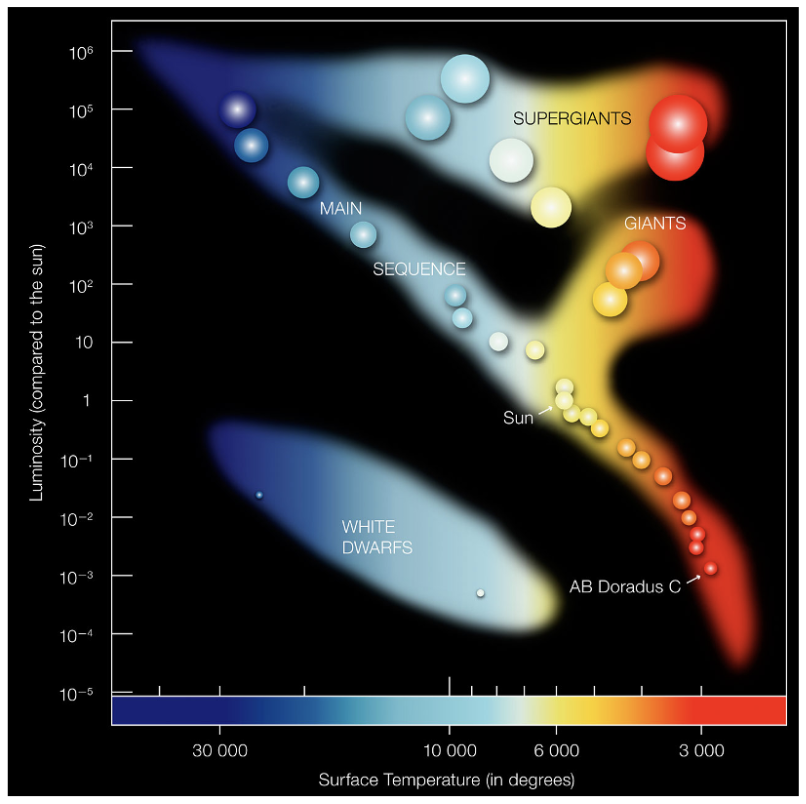 10⁶
10⁵
SUPERGIANTS
10⁴
MAIN
10³
GIANTS
SEQUENCE
10²
10
1
Sun
10⁻¹
10⁻²
WHITE
DWARFS
10⁻³
AB Doradus C
10⁻⁴
10⁻⁵
Luminosity (compared to the sun)
30 000 10 000 6 000 3 000
Surface Temperature (in degrees)